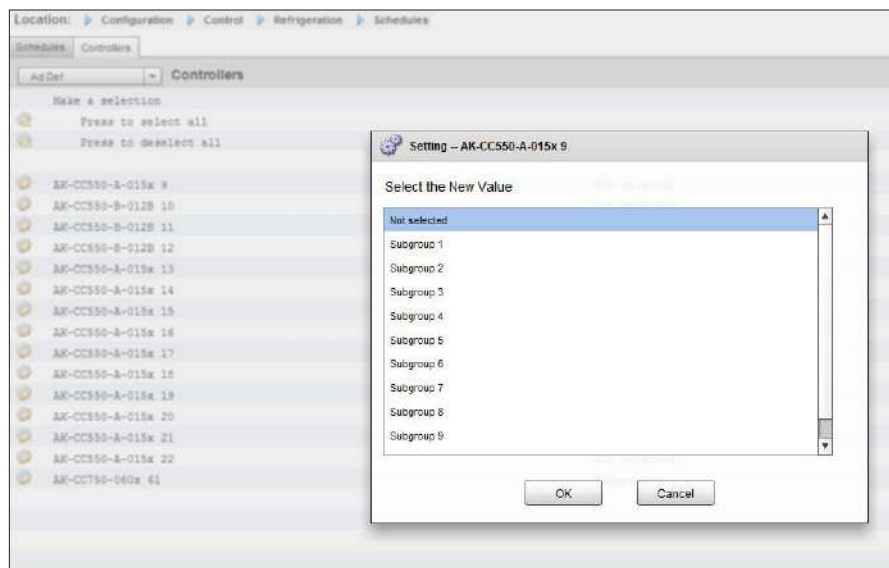 Location: Configuration Control Refrigeration Schedules
Schedules Controllers
Ad Def Controllers
Make a selection
Press to select all
Press to deselect all
AK-CC550-A-015x 9
AK-CC550-B-012B 10
AK-CC550-B-012B 11
AK-CC550-B-012B 12
AK-CC550-A-015x 13
AK-CC550-A-015x 14
AK-CC550-A-015x 15
AK-CC550-A-015x 16
AK-CC550-A-015x 17
AK-CC550-A-015x 18
AK-CC550-A-015x 19
AK-CC550-A-015x 20
AK-CC550-A-015x 21
AK-CC550-A-015x 22
AK-CC750-060x 61
Setting -- AK-CC550-A-015x 9
Select the New Value
Not selected
Subgroup 1
Subgroup 2
Subgroup 3
Subgroup 4
Subgroup 5
Subgroup 6
Subgroup 7
Subgroup 8
Subgroup 9
OK Cancel